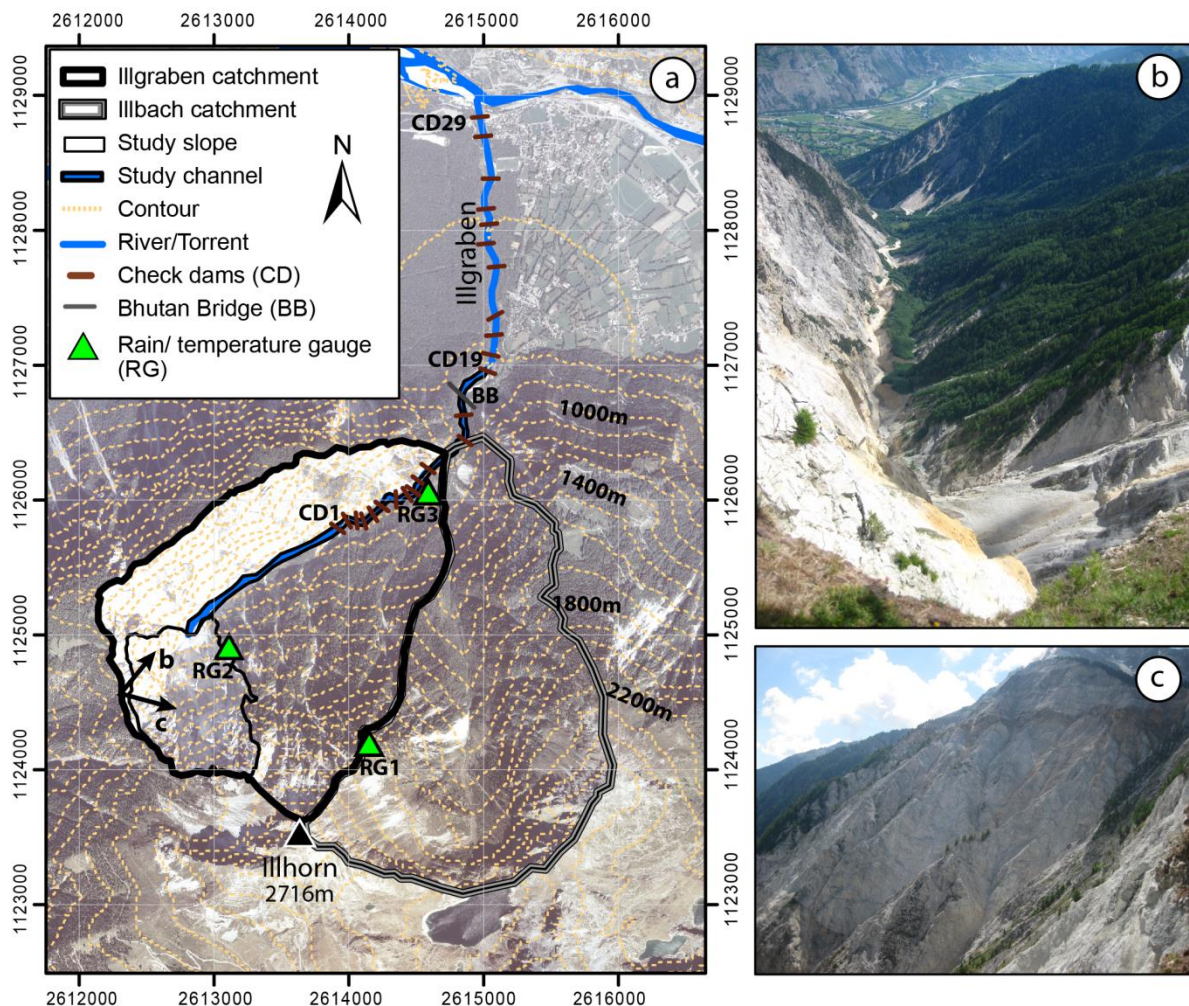 2612000 2613000 2614000 2615000 2616000
Illgraben catchment
Illbach catchment
Study slope
Study channel
Contour
River/Torrent
Check dams (CD)
Bhutan Bridge (BB)
Rain/ temperature gauge
(RG)
N
a
1129000
1128000
1127000
1126000
1125000
1124000
1123000
CD29
Illgraben
CD19
BB
1000m
1400m
CD1
RG3
1800m
b
RG2
c
2200m
RG1
Illhorn
2716m
1129000
1128000
1127000
1126000
1125000
1124000
1123000
2612000 2613000 2614000 2615000 2616000
b
c